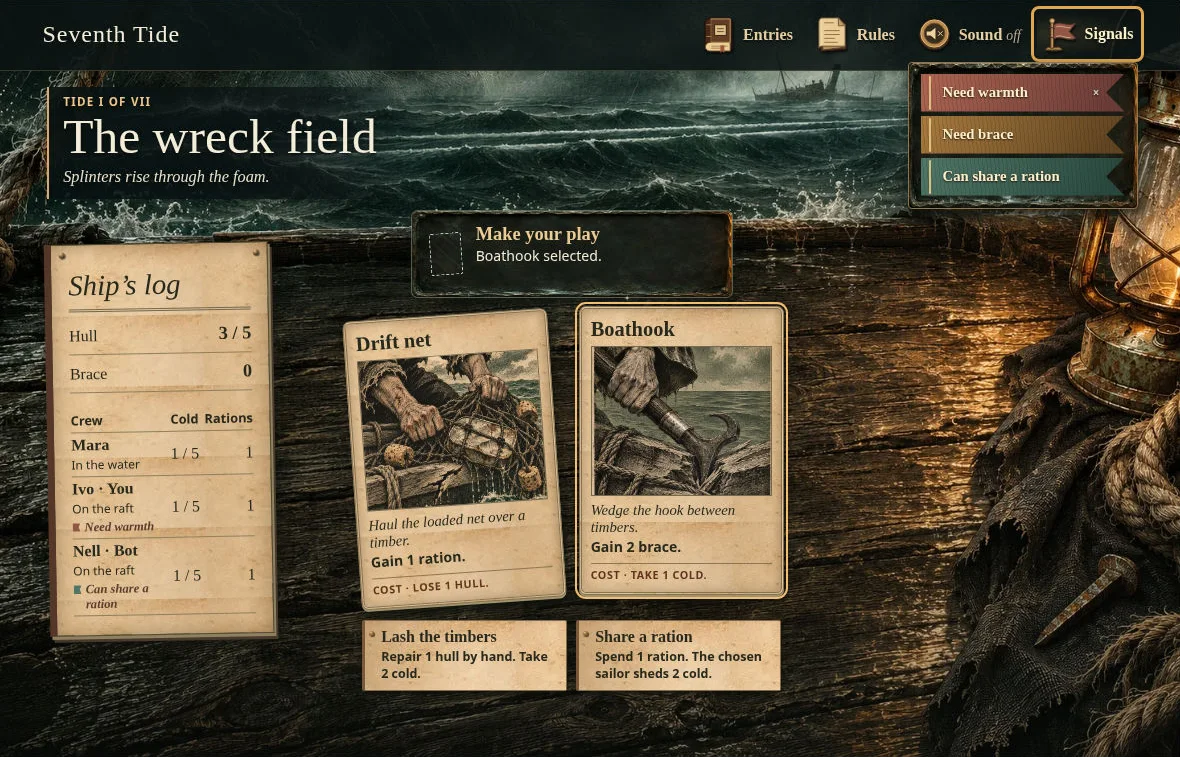 Seventh Tide
Entries
Rules
Sound off
Signals
TIDE I OF VII
The wreck field
Splinters rise through the foam.
Need warmth ×
Need brace
Can share a ration
Make your play
Boathook selected.
Ship's log
Hull 3 / 5
Brace 0
Crew Cold Rations
Mara
In the water
1 / 5 1
Ivo · You
On the raft
1 / 5 1
Need warmth
Nell · Bot
On the raft
1 / 5 1
Can share a
ration
Drift net
Haul the loaded net over a
timber.
Gain 1 ration.
COST · LOSE 1 HULL.
Boathook
Wedge the hook between
timbers.
Gain 2 brace.
COST · TAKE 1 COLD.
Lash the timbers
Repair 1 hull by hand. Take
2 cold.
Share a ration
Spend 1 ration. The chosen
sailor sheds 2 cold.